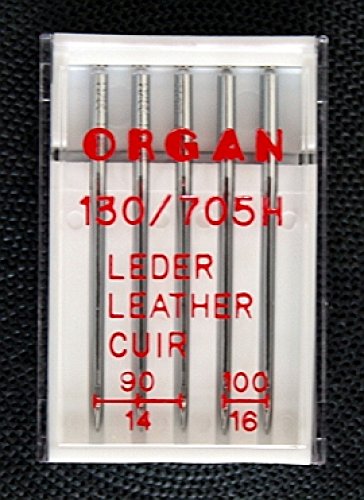 ORGAN
130/705H
LEDER
LEATHER
CUIR
90 100
14 16